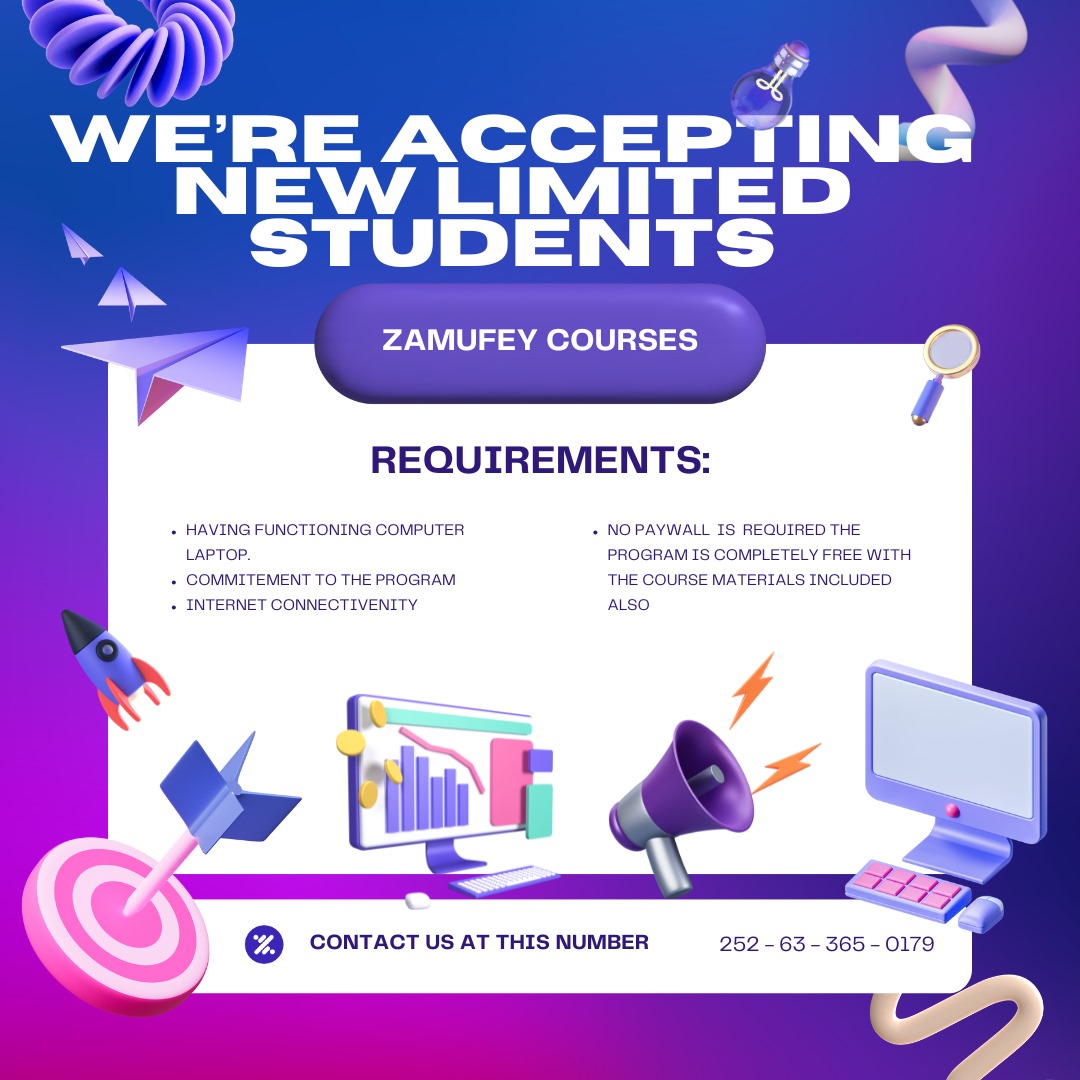 WE'RE ACCEPTING
NEW LIMITED
STUDENTS
ZAMUFEY COURSES
REQUIREMENTS:
• HAVING FUNCTIONING COMPUTER
LAPTOP.
• COMMITEMENT TO THE PROGRAM
• INTERNET CONNECTIVENITY
• NO PAYWALL IS REQUIRED THE
PROGRAM IS COMPLETELY FREE WITH
THE COURSE MATERIALS INCLUDED
ALSO
CONTACT US AT THIS NUMBER
252 – 63 – 365 – 0179